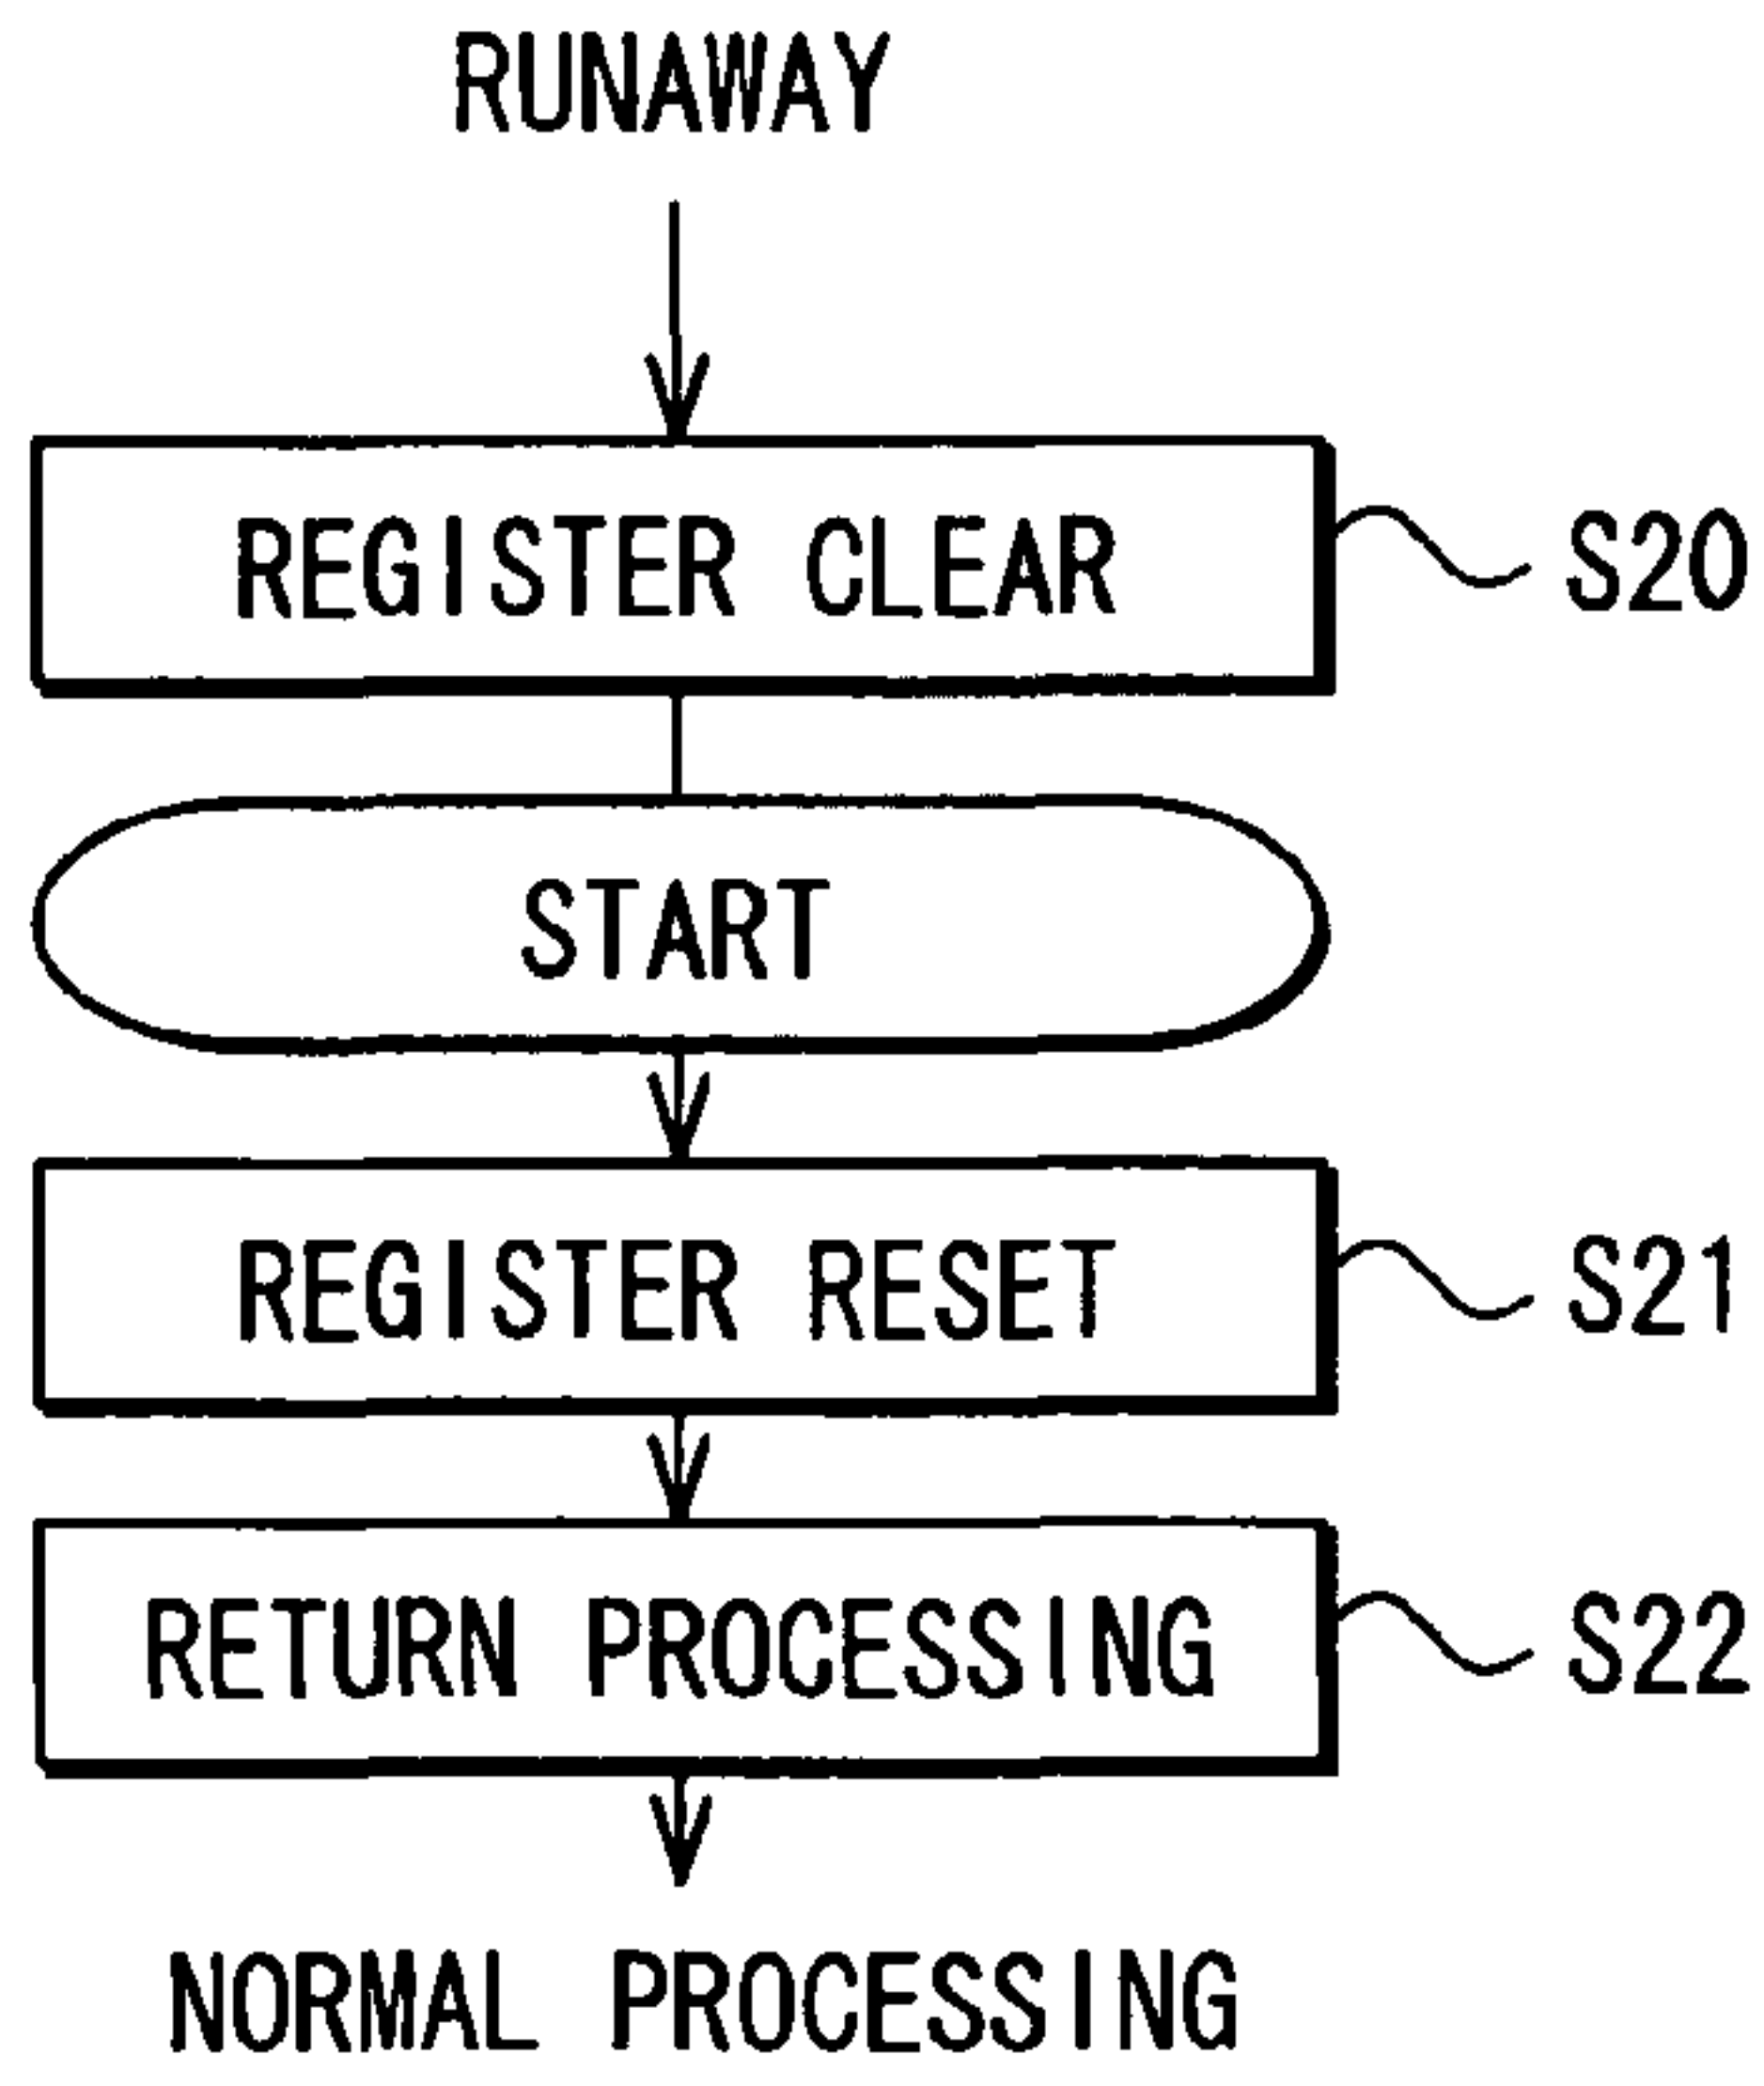 RUNAWAY
REGISTER CLEAR S20
START
REGISTER RESET S21
RETURN PROCESSING S22
NORMAL PROCESSING